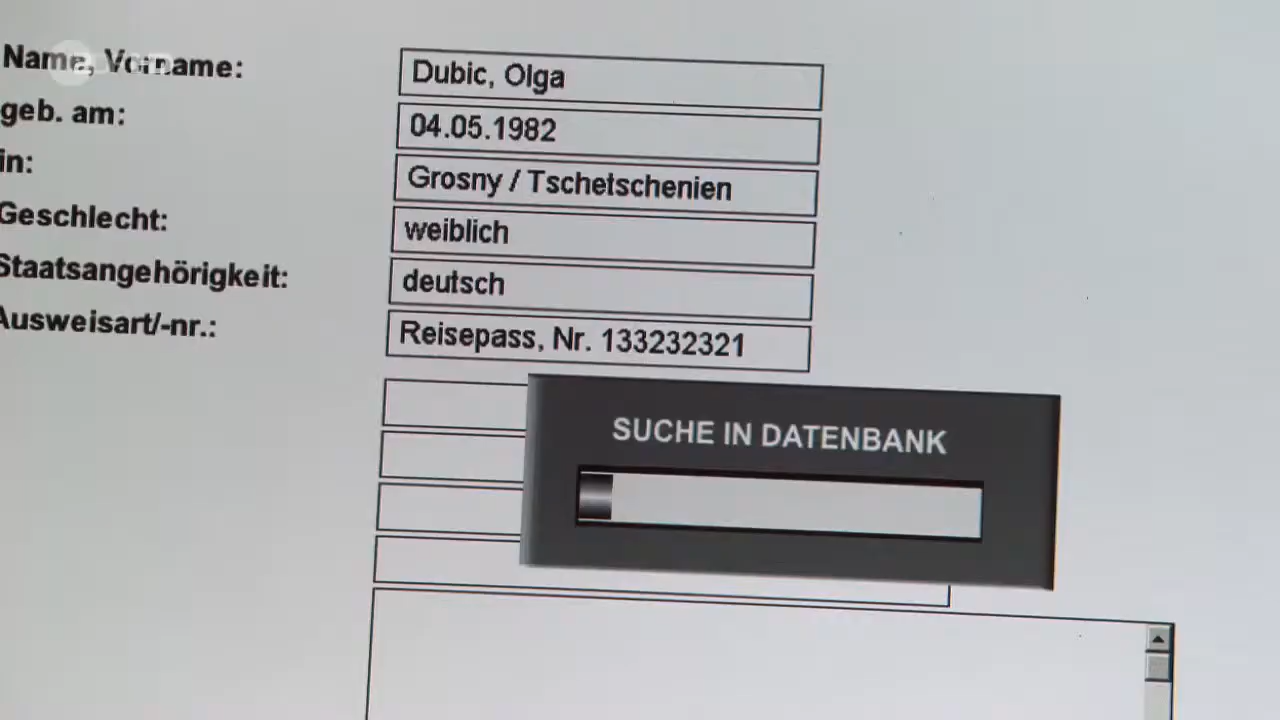 Name, Vorname: Dubic, Olga
geb. am: 04.05.1982
in: Grosny / Tschetschenien
Geschlecht: weiblich
Staatsangehörigkeit: deutsch
Ausweisart/-nr.: Reisepass, Nr. 133232321
SUCHE IN DATENBANK